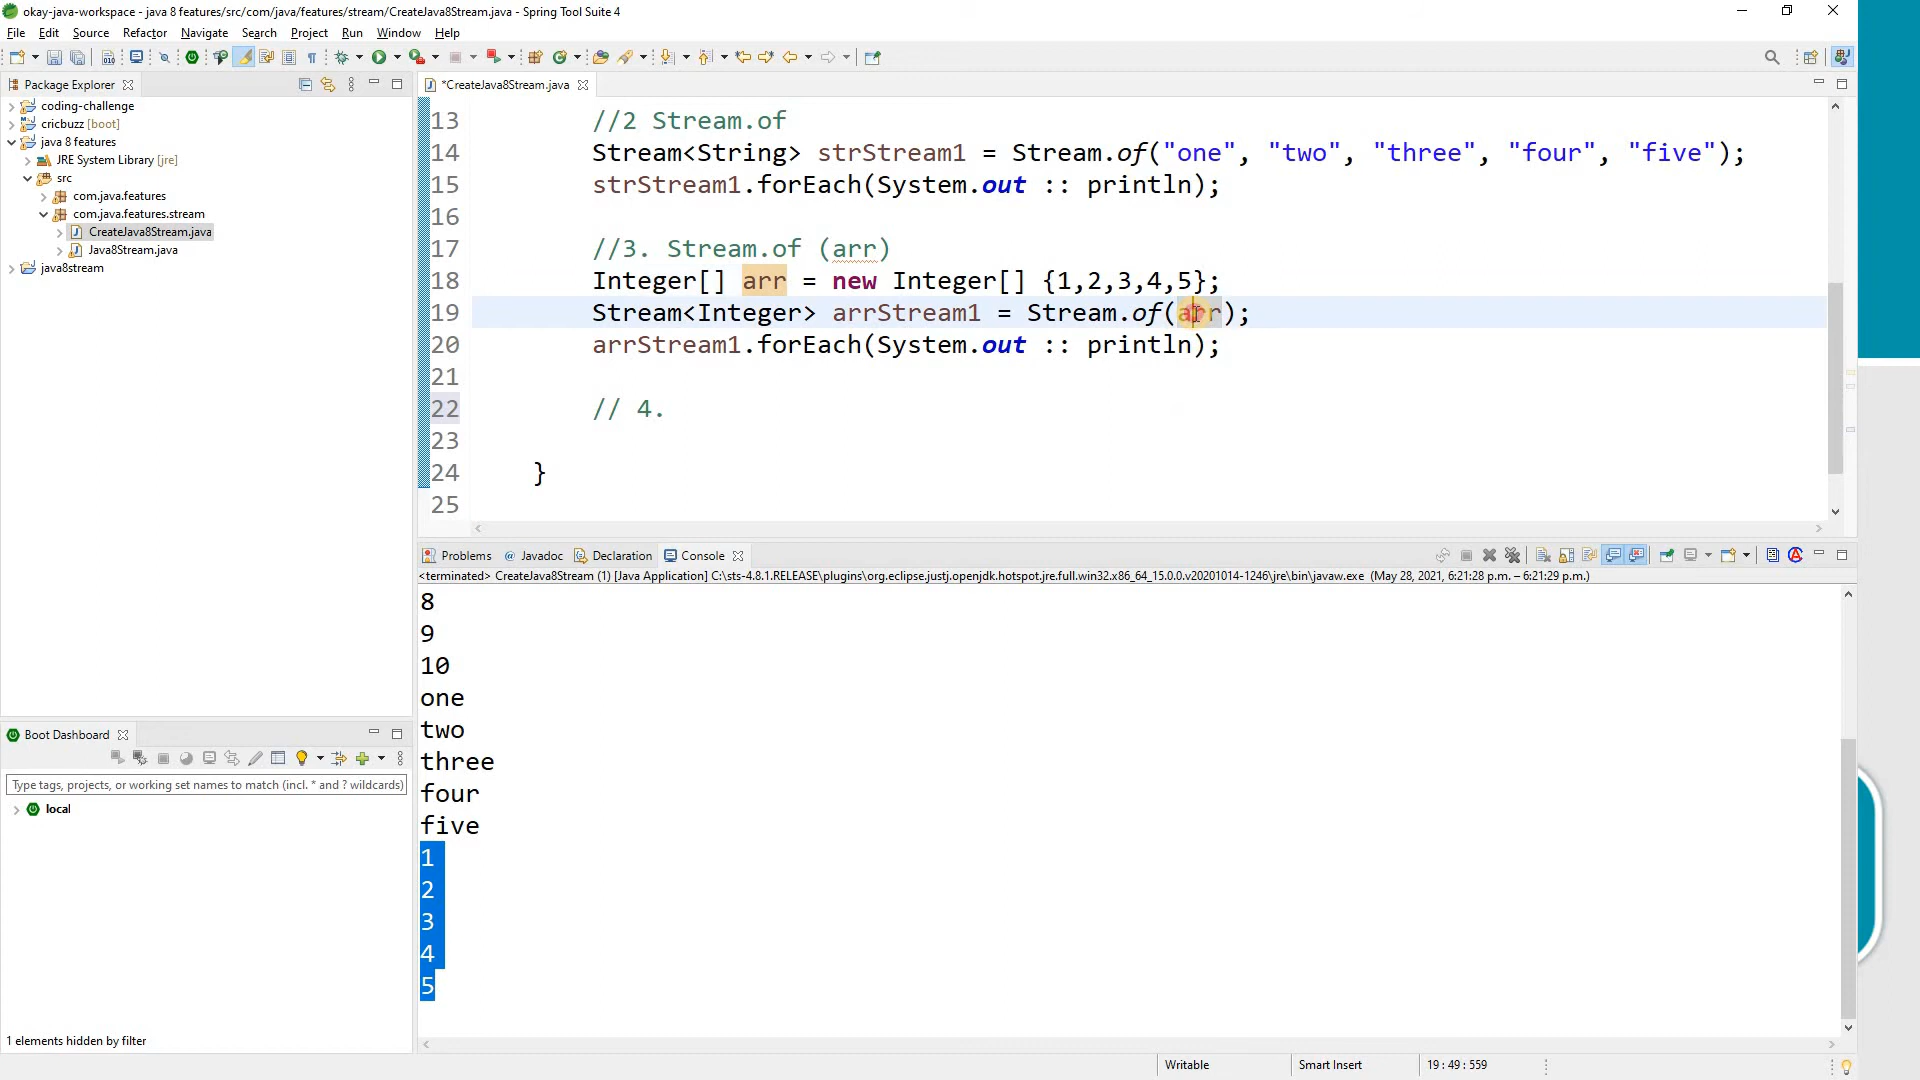 okay-java-workspace - java 8 features/src/com/java/features/stream/CreateJava8Stream.java - Spring Tool Suite 4
File Edit Source Refactor Navigate Search Project Run Window Help
Package Explorer
coding-challenge
cricbuzz [boot]
java 8 features
JRE System Library [jre]
src
com.java.features
com.java.features.stream
CreateJava8Stream.java
Java8Stream.java
java8stream
*CreateJava8Stream.java
13 //2 Stream.of
14 Stream<String> strStream1 = Stream.of("one", "two", "three", "four", "five");
15 strStream1.forEach(System.out :: println);
16
17 //3. Stream.of (arr)
18 Integer[] arr = new Integer[] {1,2,3,4,5};
19 Stream<Integer> arrStream1 = Stream.of(arr);
20 arrStream1.forEach(System.out :: println);
21
22 // 4.
23
24 }
25
Problems @ Javadoc Declaration Console
<terminated> CreateJava8Stream (1) [Java Application] C:\sts-4.8.1.RELEASE\plugins\org.eclipse.justj.openjdk.hotspot.jre.full.win32.x86_64_15.0.0.v20201014-1246\jre\bin\javaw.exe (May 28, 2021, 6:21:28 p.m. – 6:21:29 p.m.)
8
9
10
one
two
three
four
five
1
2
3
4
5
Boot Dashboard
Type tags, projects, or working set names to match (incl. * and ? wildcards)
local
1 elements hidden by filter
Writable Smart Insert 19 : 49 : 559